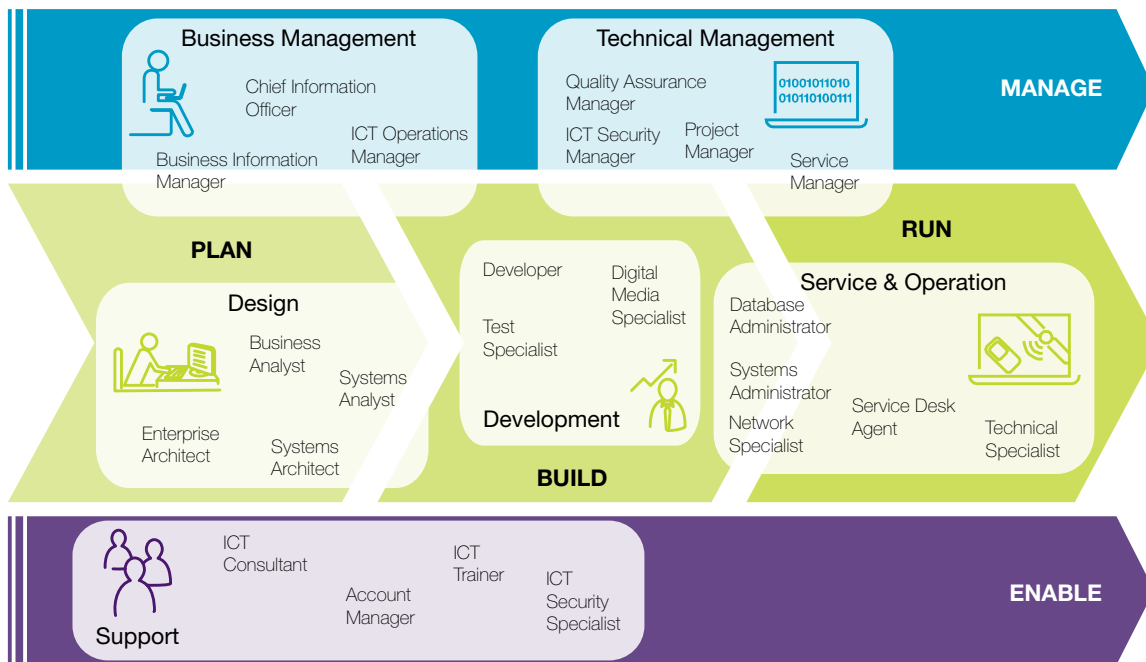 Business Management
Chief Information
Officer
ICT Operations
Manager
Business Information
Manager
Technical Management
Quality Assurance
Manager
ICT Security
Manager
Project
Manager
Service
Manager
01001011010
010110100111
MANAGE
PLAN
Design
Business
Analyst
Systems
Analyst
Enterprise
Architect
Systems
Architect
Developer
Digital
Media
Specialist
Test
Specialist
Development
BUILD
RUN
Service & Operation
Database
Administrator
Systems
Administrator
Network
Specialist
Service Desk
Agent
Technical
Specialist
Support
ICT
Consultant
Account
Manager
ICT
Trainer
ICT
Security
Specialist
ENABLE